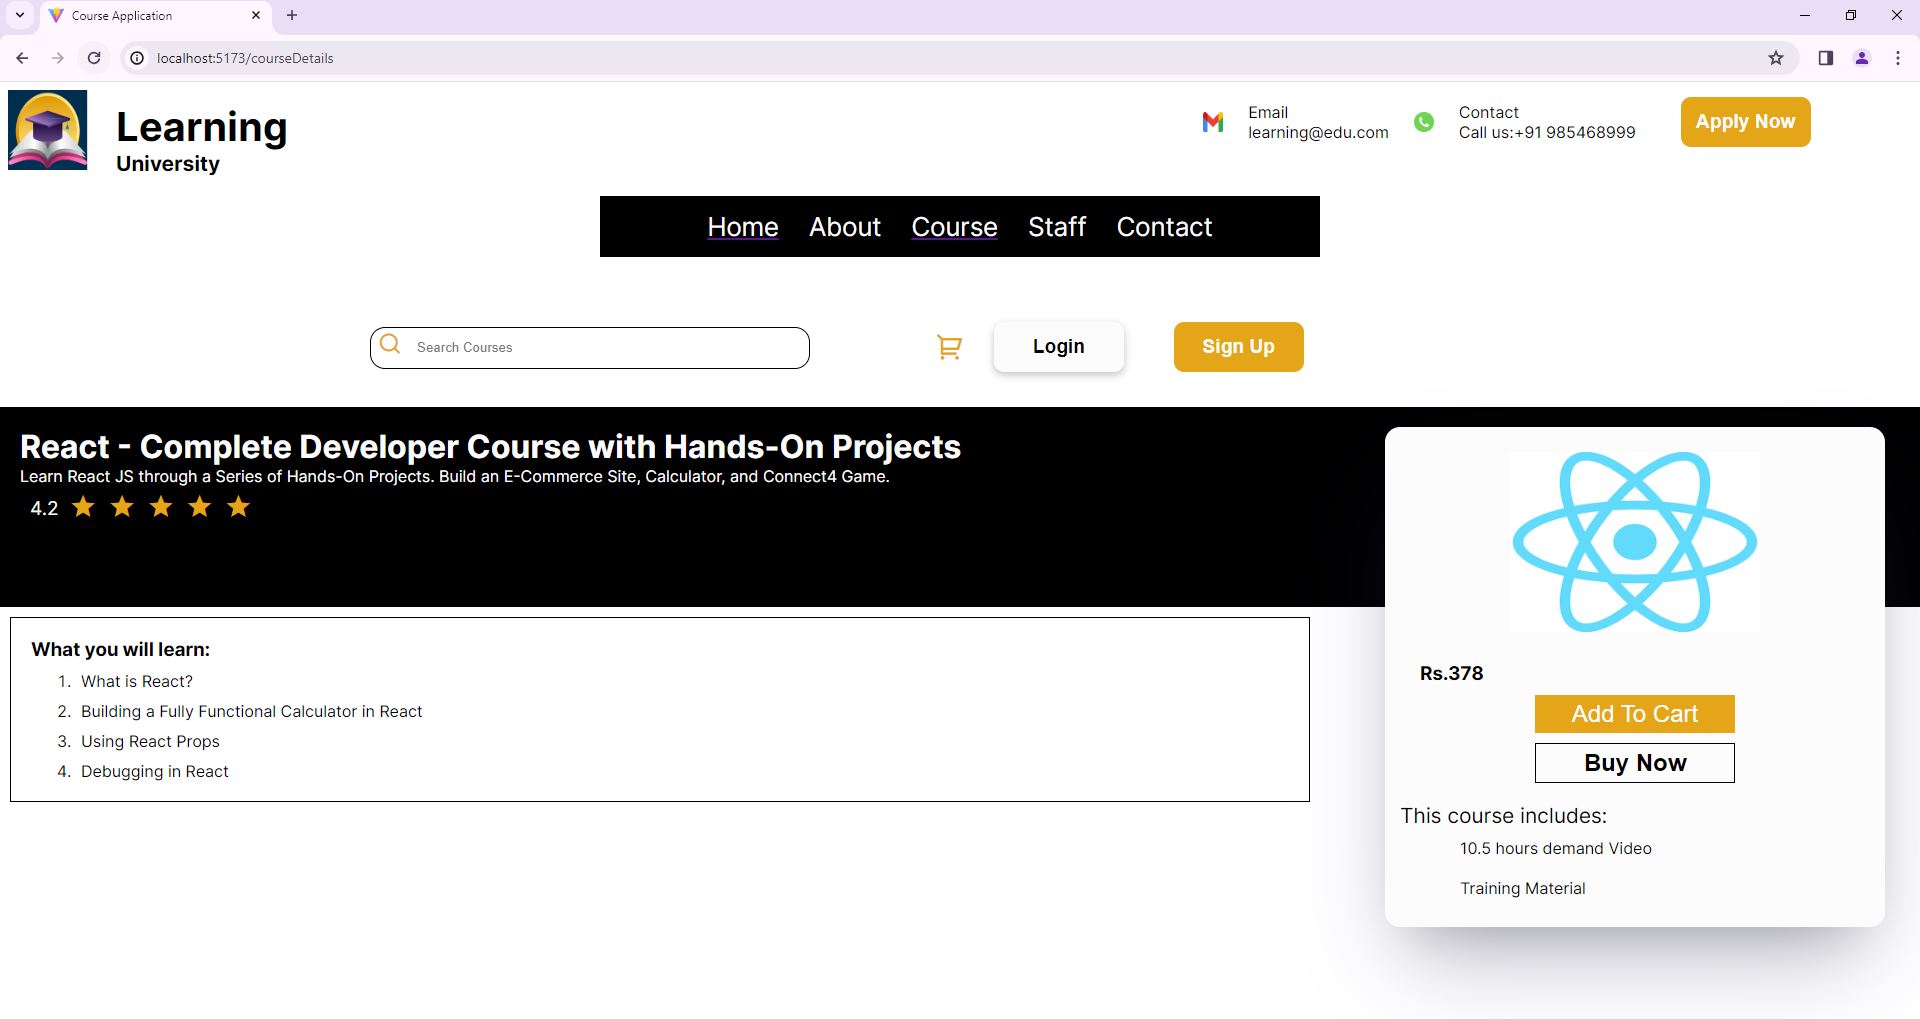 Course Application
localhost:5173/courseDetails
Learning
University
Email
learning@edu.com
Contact
Call us:+91 985468999
Apply Now
Home About Course Staff Contact
Search Courses
Login
Sign Up
React - Complete Developer Course with Hands-On Projects
Learn React JS through a Series of Hands-On Projects. Build an E-Commerce Site, Calculator, and Connect4 Game.
4.2
What you will learn:
1. What is React?
2. Building a Fully Functional Calculator in React
3. Using React Props
4. Debugging in React
Rs.378
Add To Cart
Buy Now
This course includes:
10.5 hours demand Video
Training Material